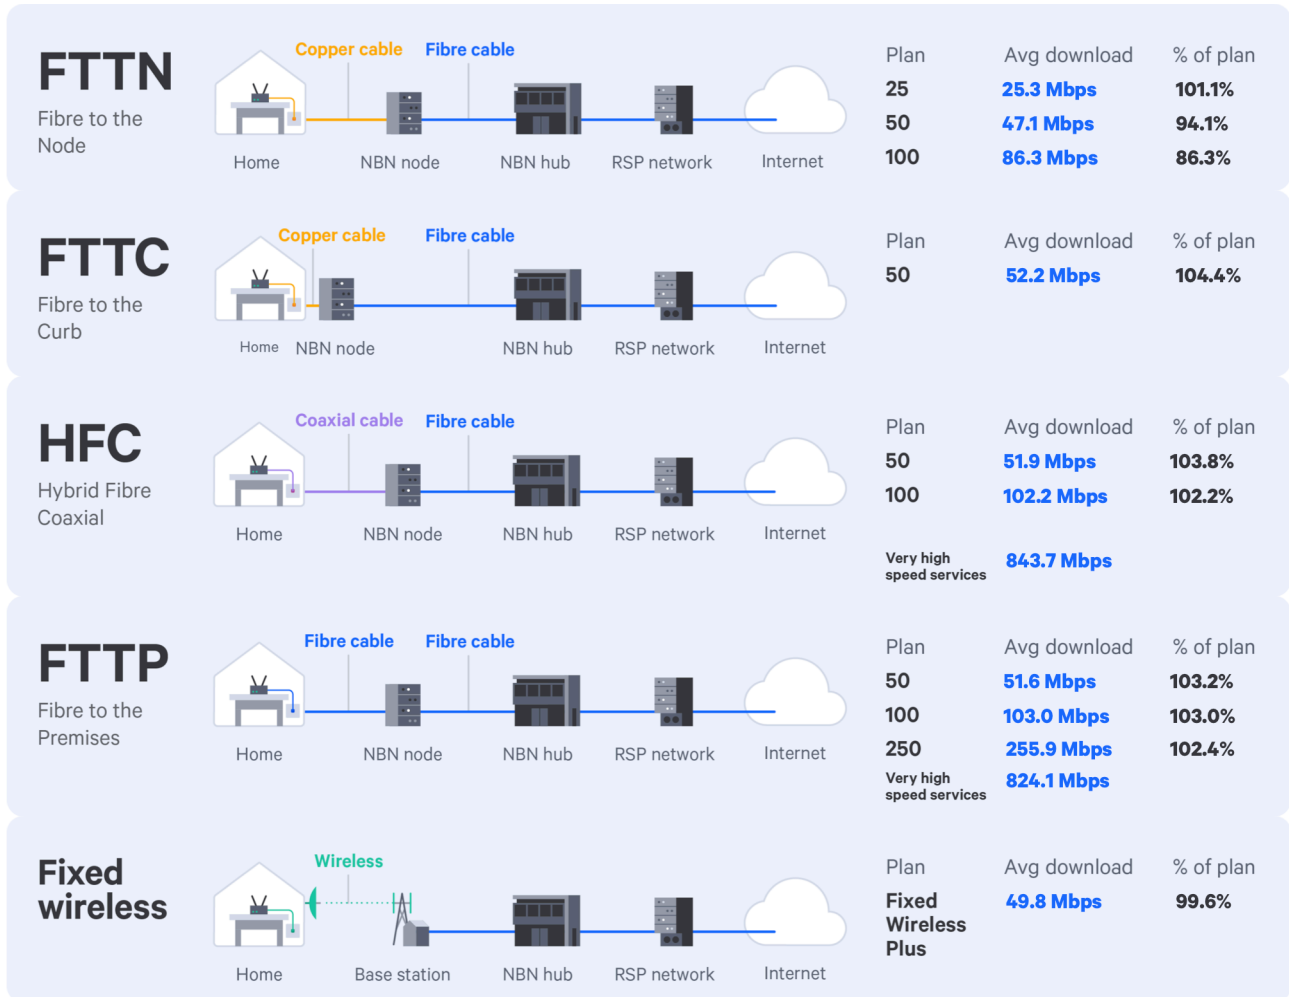 FTTN
Fibre to the
Node
Copper cable Fibre cable
Home NBN node NBN hub RSP network Internet
Plan Avg download % of plan
25 25.3 Mbps 101.1%
50 47.1 Mbps 94.1%
100 86.3 Mbps 86.3%
FTTC
Fibre to the
Curb
Copper cable Fibre cable
Home NBN node NBN hub RSP network Internet
Plan Avg download % of plan
50 52.2 Mbps 104.4%
HFC
Hybrid Fibre
Coaxial
Coaxial cable Fibre cable
Home NBN node NBN hub RSP network Internet
Plan Avg download % of plan
50 51.9 Mbps 103.8%
100 102.2 Mbps 102.2%
Very high
speed services
843.7 Mbps
FTTP
Fibre to the
Premises
Fibre cable Fibre cable
Home NBN node NBN hub RSP network Internet
Plan Avg download % of plan
50 51.6 Mbps 103.2%
100 103.0 Mbps 103.0%
250 255.9 Mbps 102.4%
Very high
speed services
824.1 Mbps
Fixed
wireless
Wireless
Home Base station NBN hub RSP network Internet
Plan Avg download % of plan
Fixed
Wireless
Plus
49.8 Mbps 99.6%